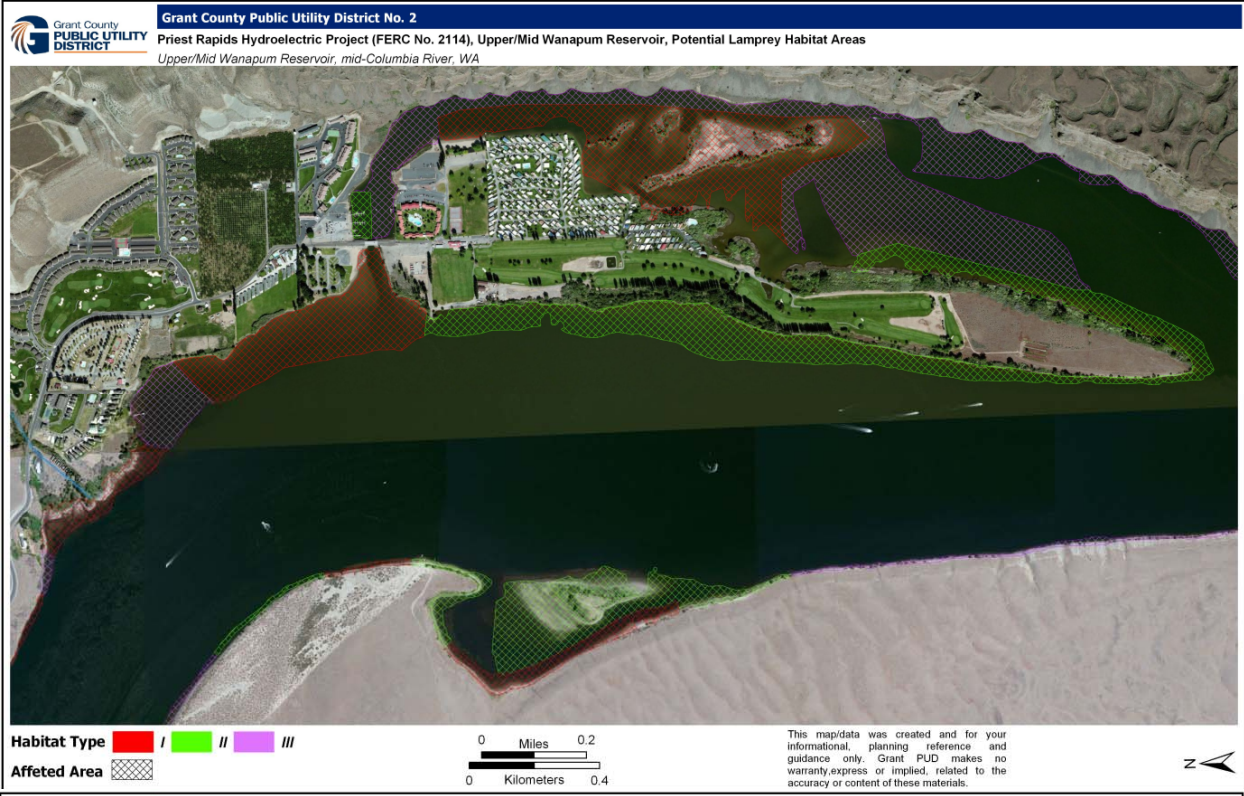 Grant County
PUBLIC UTILITY
DISTRICT
Grant County Public Utility District No. 2
Priest Rapids Hydroelectric Project (FERC No. 2114), Upper/Mid Wanapum Reservoir, Potential Lamprey Habitat Areas
Upper/Mid Wanapum Reservoir, mid-Columbia River, WA
Habitat Type I II III
Affeted Area
0 Miles 0.2
0 Kilometers 0.4
This map/data was created and for your
informational, planning reference and
guidance only. Grant PUD makes no
warranty,express or implied, related to the
accuracy or content of these materials.
N